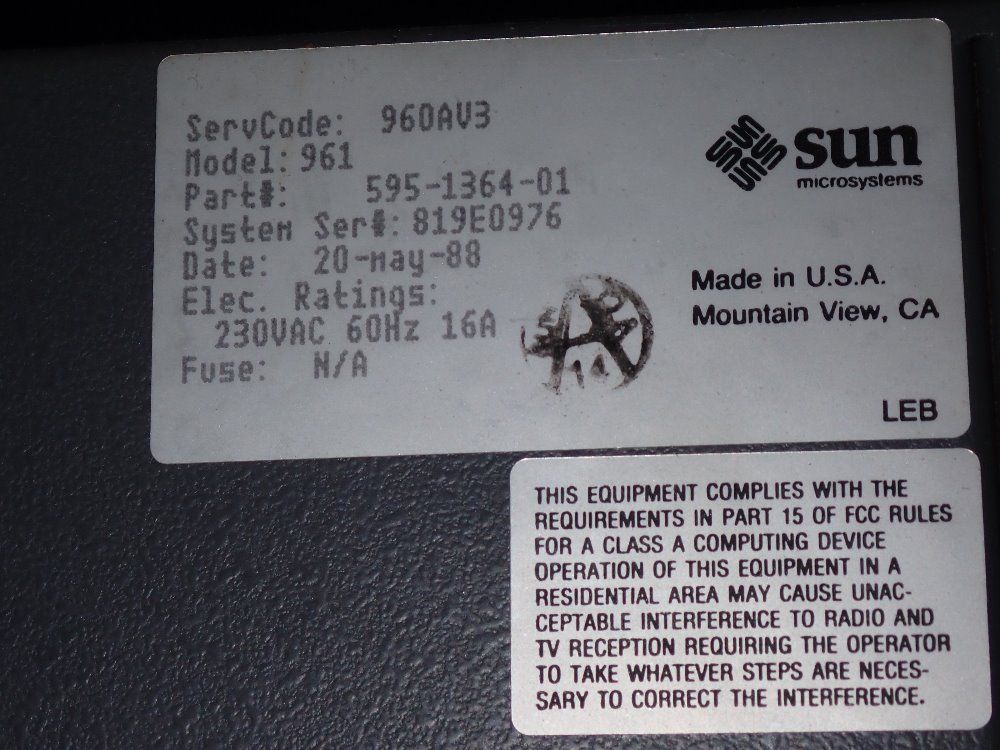 ServCode: 960AV3
Model: 961
Part#: 595-1364-01
System Ser#: 819E0976
Date: 20-may-88
Elec. Ratings:
230VAC 60Hz 16A
Fuse: N/A
sun
microsystems
Made in U.S.A.
Mountain View, CA
14
LEB
THIS EQUIPMENT COMPLIES WITH THE
REQUIREMENTS IN PART 15 OF FCC RULES
FOR A CLASS A COMPUTING DEVICE
OPERATION OF THIS EQUIPMENT IN A
RESIDENTIAL AREA MAY CAUSE UNAC-
CEPTABLE INTERFERENCE TO RADIO AND
TV RECEPTION REQUIRING THE OPERATOR
TO TAKE WHATEVER STEPS ARE NECES-
SARY TO CORRECT THE INTERFERENCE.